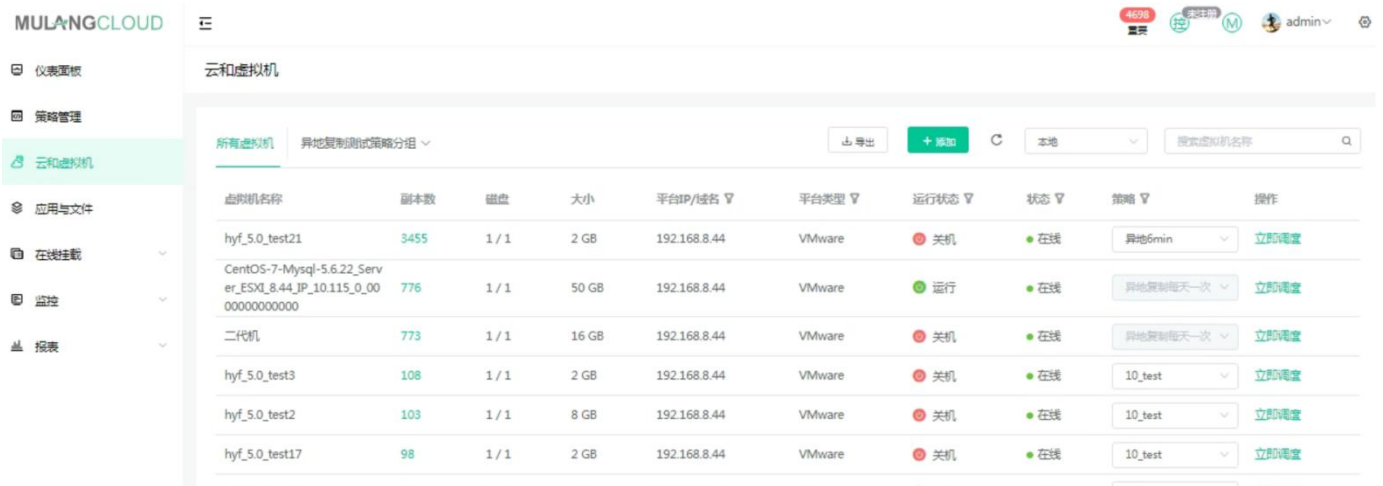 MULANGCLOUD
4698
重要
控
未注册
M
admin
仪表面板
策略管理
云和虚拟机
应用与文件
在线挂载
监控
报表
云和虚拟机
所有虚拟机 异地复制测试策略分组 导出 + 添加 本地 搜索虚拟机名称
虚拟机名称 副本数 磁盘 大小 平台IP/域名 平台类型 运行状态 状态 策略 操作
hyf_5.0_test21 3455 1 / 1 2 GB 192.168.8.44 VMware 关机 在线 异地6min 立即调度
CentOS-7-Mysql-5.6.22_Serv
er_ESXI_8.44_IP_10.115_0_00 776 1 / 1 50 GB 192.168.8.44 VMware 运行 在线 异地复制每天一次 立即调度
00000000000
二代机 773 1 / 1 16 GB 192.168.8.44 VMware 关机 在线 异地复制每天一次 立即调度
hyf_5.0_test3 108 1 / 1 2 GB 192.168.8.44 VMware 关机 在线 10_test 立即调度
hyf_5.0_test2 103 1 / 1 8 GB 192.168.8.44 VMware 关机 在线 10_test 立即调度
hyf_5.0_test17 98 1 / 1 2 GB 192.168.8.44 VMware 关机 在线 10_test 立即调度